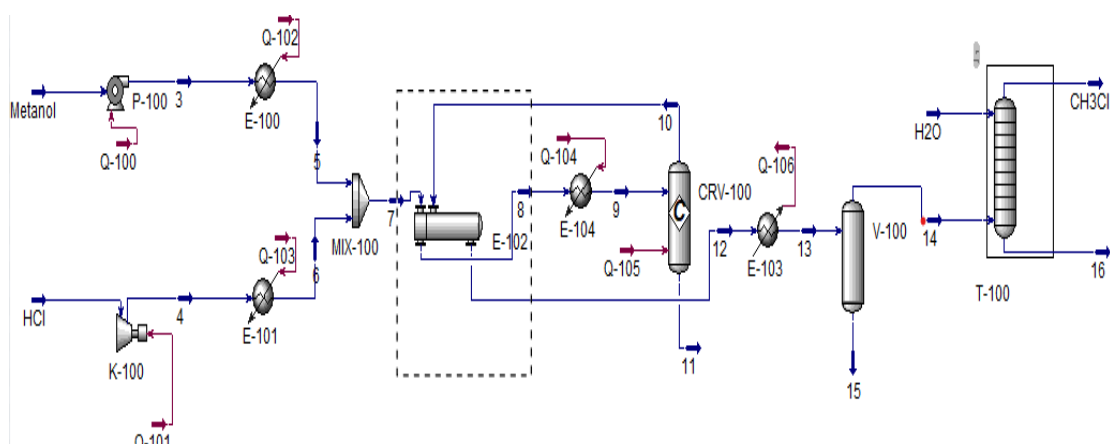 Metanol
P-100
3
Q-100
Q-102
E-100
5
HCl
K-100
4
Q-101
Q-103
E-101
6
MIX-100
7
E-102
8
10
Q-104
E-104
9
CRV-100
C
Q-105
11
12
Q-106
E-103
13
V-100
14
15
H2O
T-100
CH3Cl
16